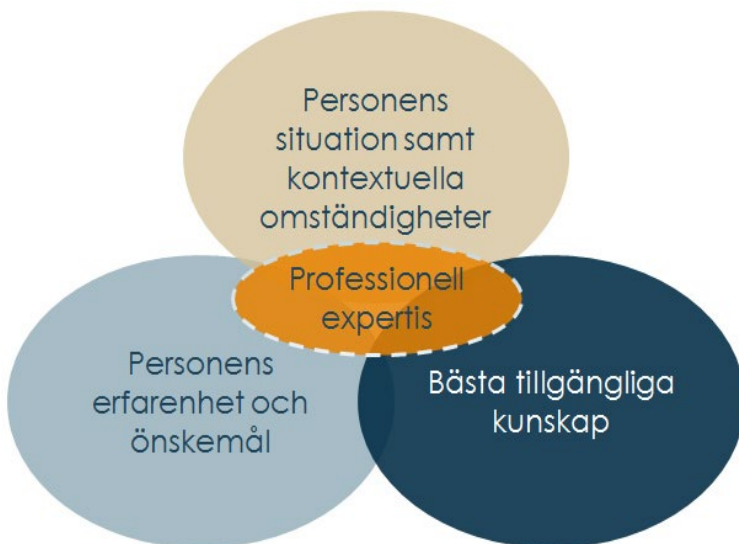 Personens
situation samt
kontextuella
omständigheter
Professionell
expertis
Personens
erfarenhet och
önskemål
Bästa tillgängliga
kunskap